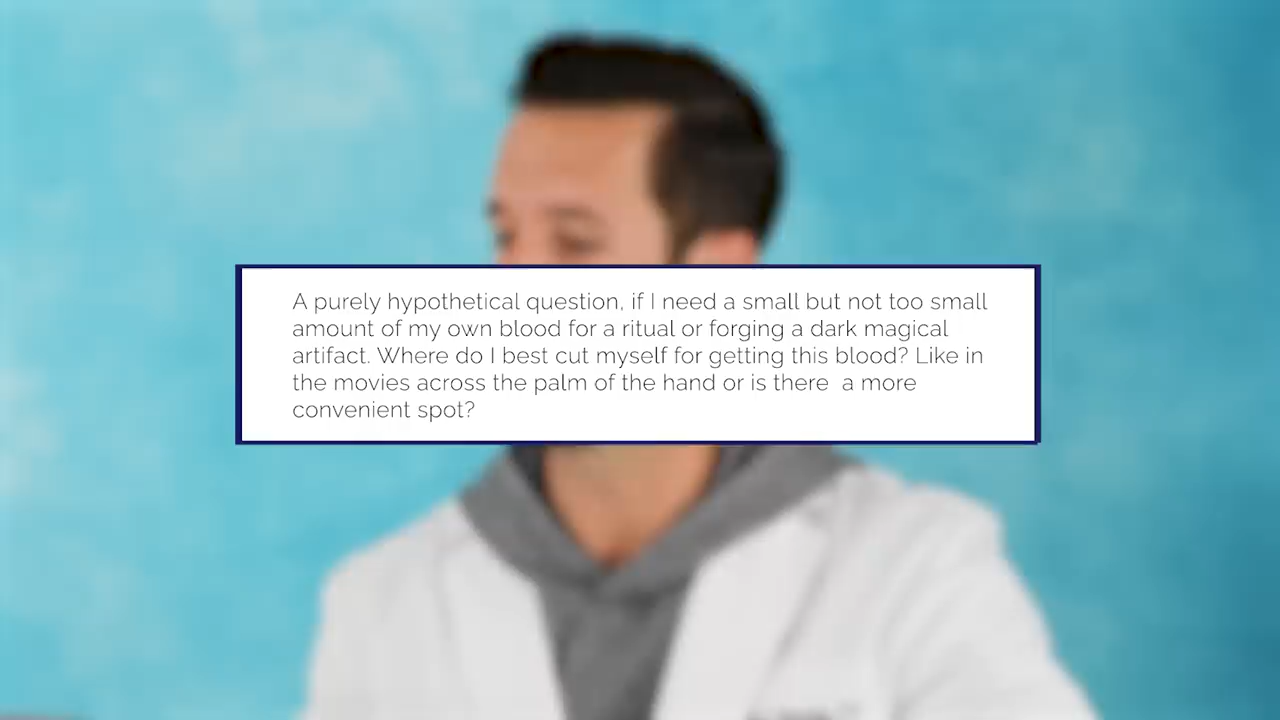 A purely hypothetical question, if I need a small but not too small
amount of my own blood for a ritual or forging a dark magical
artifact. Where do I best cut myself for getting this blood? Like in
the movies across the palm of the hand or is there a more
convenient spot?